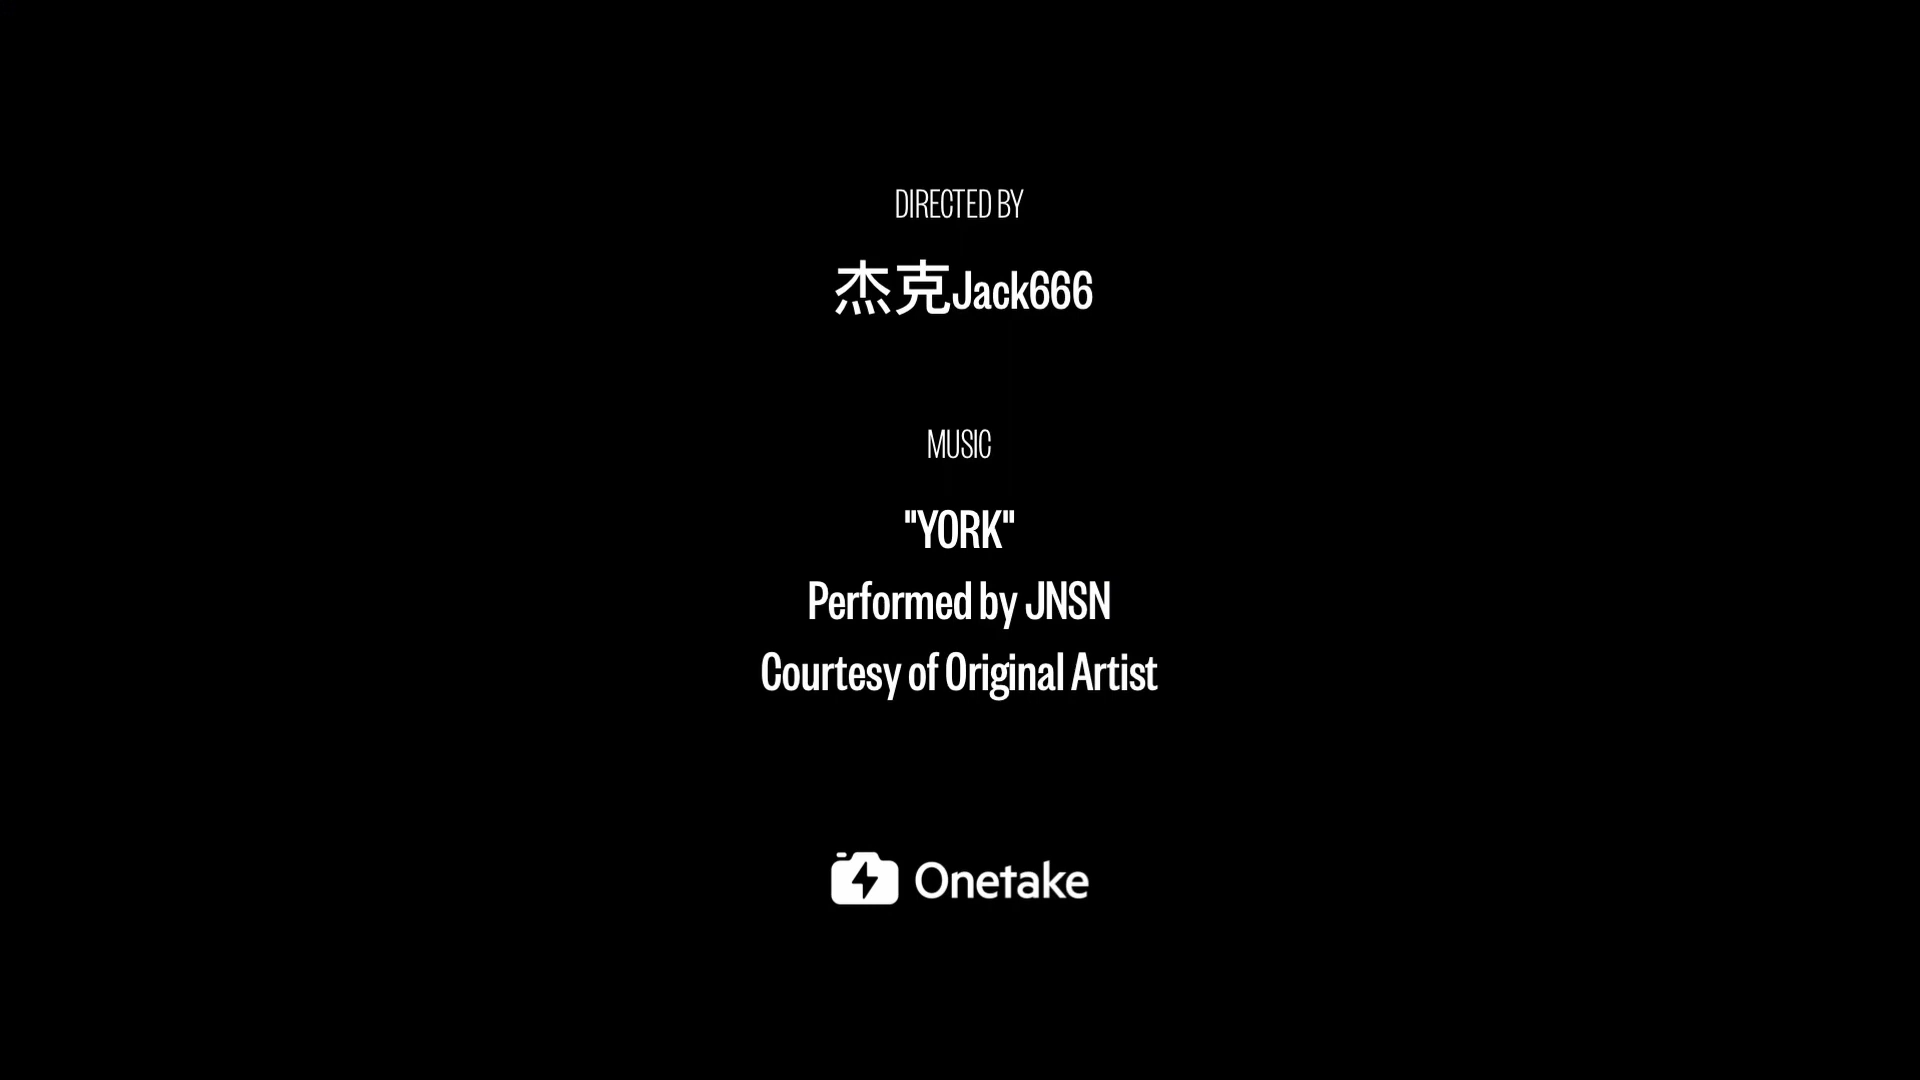 DIRECTED BY
杰克Jack666
MUSIC
"YORK"
Performed by JNSN
Courtesy of Original Artist
Onetake